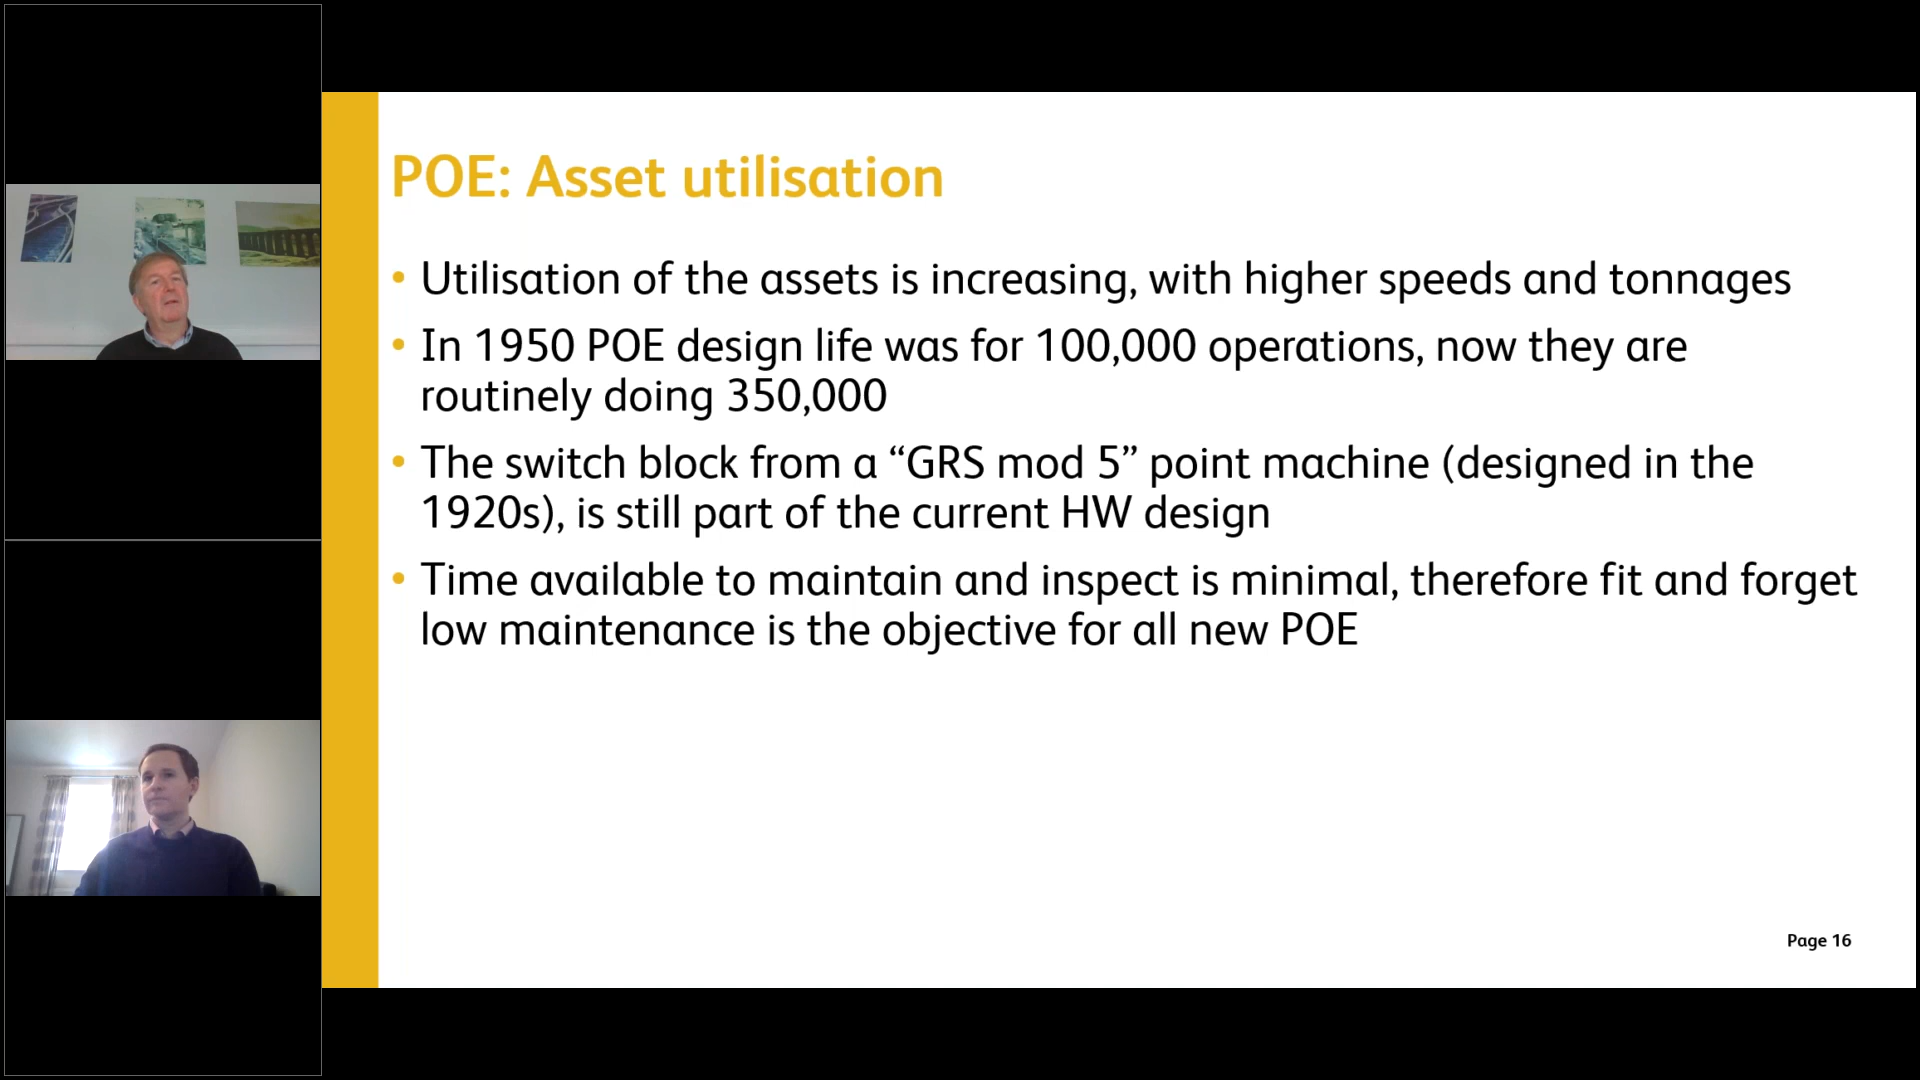 POE: Asset utilisation
• Utilisation of the assets is increasing, with higher speeds and tonnages
• In 1950 POE design life was for 100,000 operations, now they are
routinely doing 350,000
• The switch block from a “GRS mod 5” point machine (designed in the
1920s), is still part of the current HW design
• Time available to maintain and inspect is minimal, therefore fit and forget
low maintenance is the objective for all new POE
Page 16